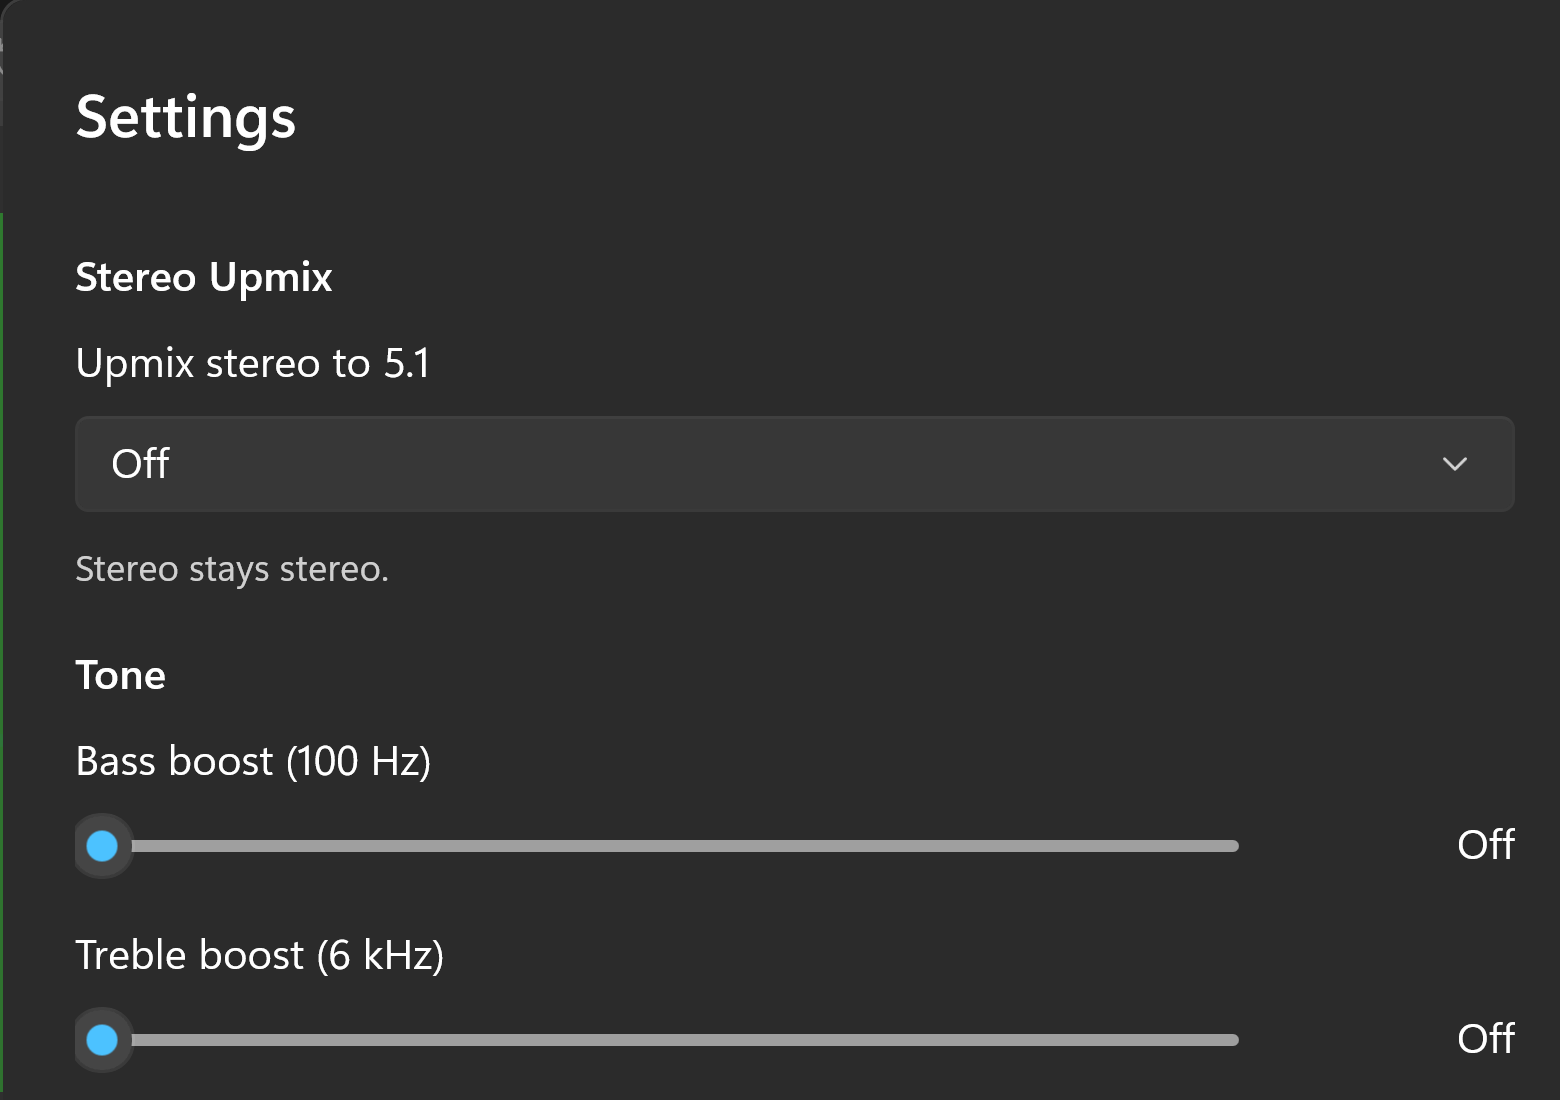 Settings
Stereo Upmix
Upmix stereo to 5.1
Off
Stereo stays stereo.
Tone
Bass boost (100 Hz)
Off
Treble boost (6 kHz)
Off